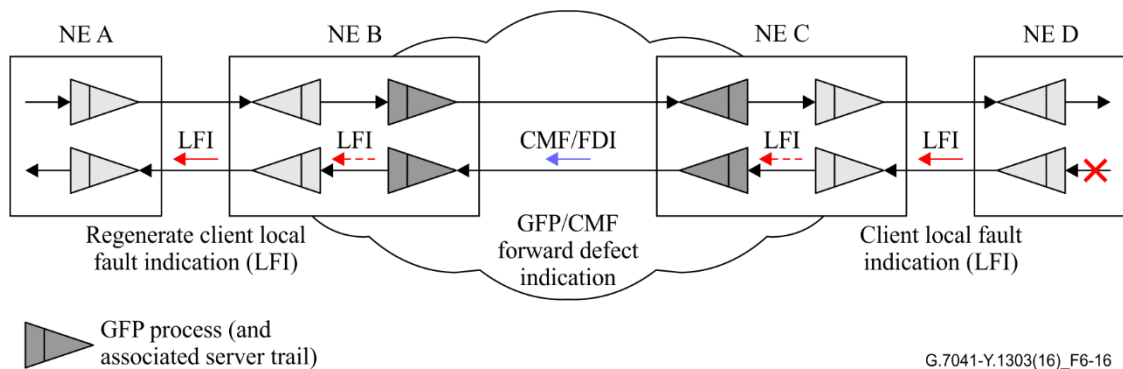 NE A
NE B
NE C
NE D
LFI
LFI
CMF/FDI
LFI
LFI
Regenerate client local
fault indication (LFI)
GFP/CMF
forward defect
indication
Client local fault
indication (LFI)
GFP process (and
associated server trail)
G.7041-Y.1303(16)_F6-16